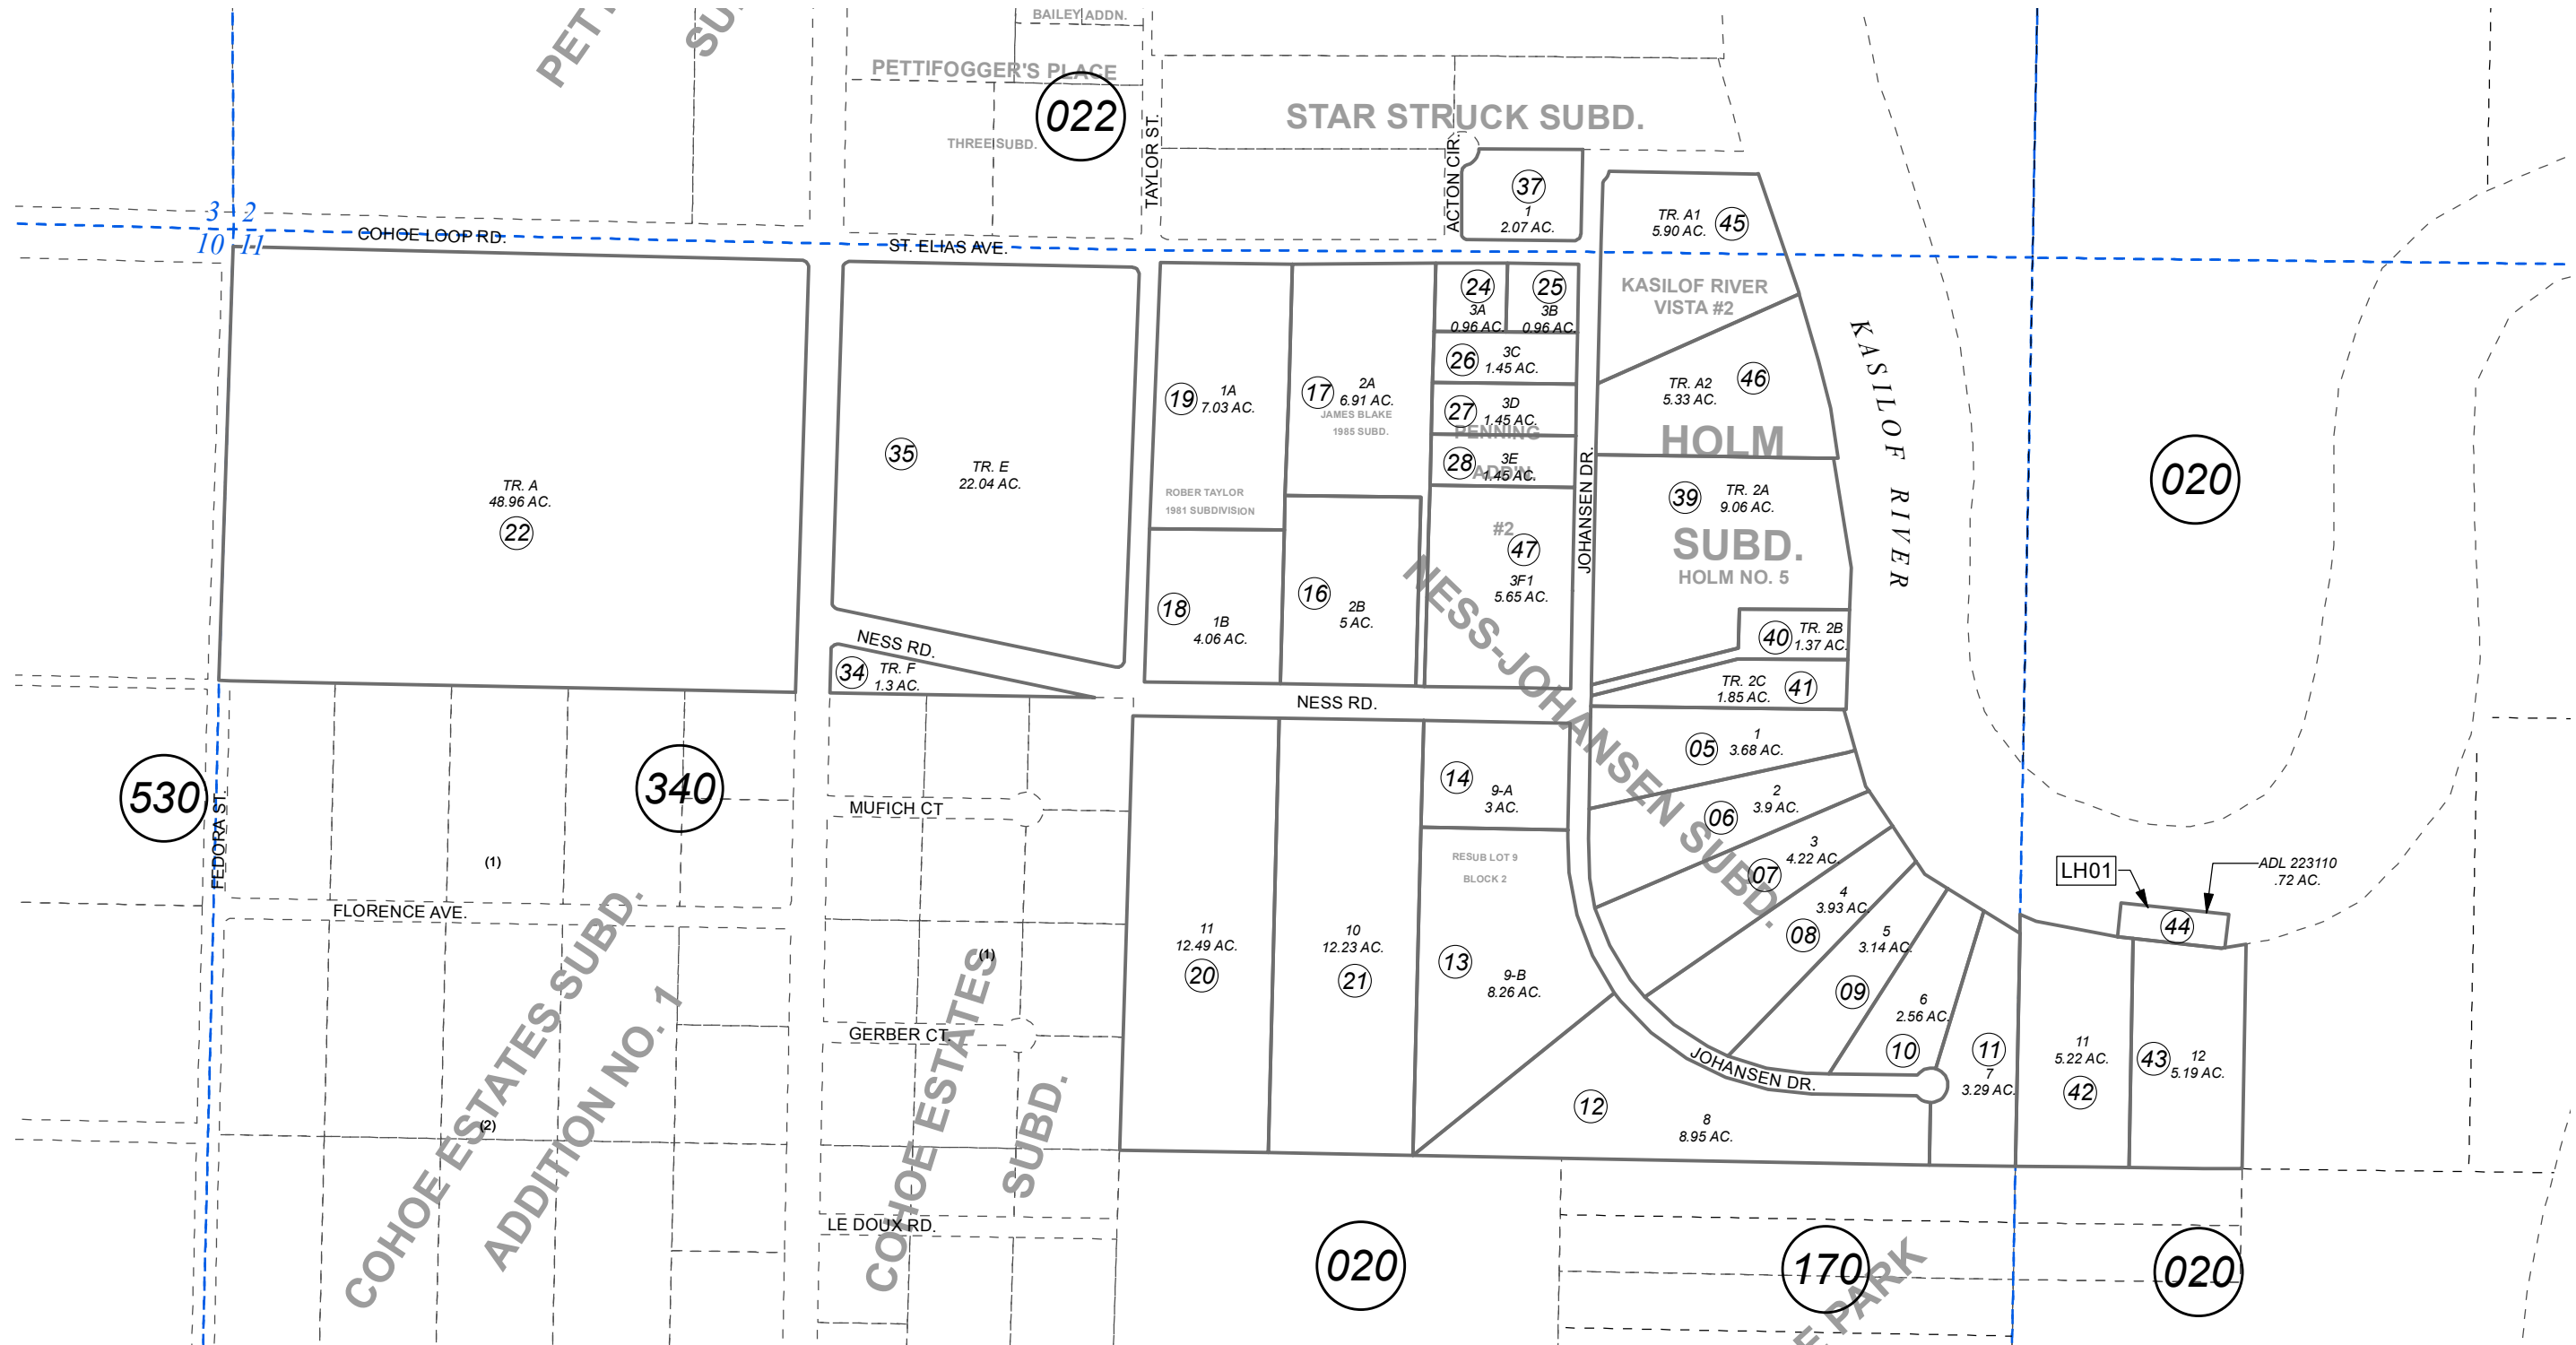 BAILEY ADDN.
PETTIFOGGER'S PLACE
022
THREE SUBD.
TAYLOR ST.
STAR STRUCK SUBD.
ACTON CIR.
37
1
2.07 AC.
TR. A1
5.90 AC.
45
3 2
10 11
COHOE LOOP RD.
ST. ELIAS AVE.
KASILOF RIVER
VISTA #2
24
3A
0.96 AC.
25
3B
0.96 AC.
26
3C
1.45 AC.
27
3D
1.45 AC.
PENNING
28
3E
1.45 AC.
ADD'N
#2
47
3F1
5.65 AC.
19
1A
7.03 AC.
17
2A
6.91 AC.
JAMES BLAKE
1985 SUBD.
TR. A2
5.33 AC.
46
KASILOF RIVER
HOLM
SUBD.
HOLM NO. 5
39
TR. 2A
9.06 AC.
020
35
TR. E
22.04 AC.
TR. A
48.96 AC.
22
ROBER TAYLOR
1981 SUBDIVISION
JOHANSEN DR.
18
1B
4.06 AC.
16
2B
5 AC.
40
TR. 2B
1.37 AC.
TR. 2C
1.85 AC.
41
NESS RD.
34
TR. F
1.3 AC.
NESS RD.
NESS-JOHANSEN SUBD.
530
340
FEDORA ST.
MUFICH CT
14
9-A
3 AC.
05
1
3.68 AC.
06
2
3.9 AC.
07
3
4.22 AC.
08
4
3.93 AC.
09
5
3.14 AC.
10
6
2.56 AC.
11
7
3.29 AC.
RESUB LOT 9
BLOCK 2
(1)
FLORENCE AVE.
LH01
ADL 223110
.72 AC.
44
11
12.49 AC.
20
10
12.23 AC.
21
13
9-B
8.26 AC.
(1)
GERBER CT.
COHOE ESTATES SUBD.
ADDITION NO. 1
COHOE ESTATES
SUBD.
(2)
JOHANSEN DR.
12
8
8.95 AC.
11
5.22 AC.
42
43
12
5.19 AC.
LE DOUX RD.
020
170
020
PARK